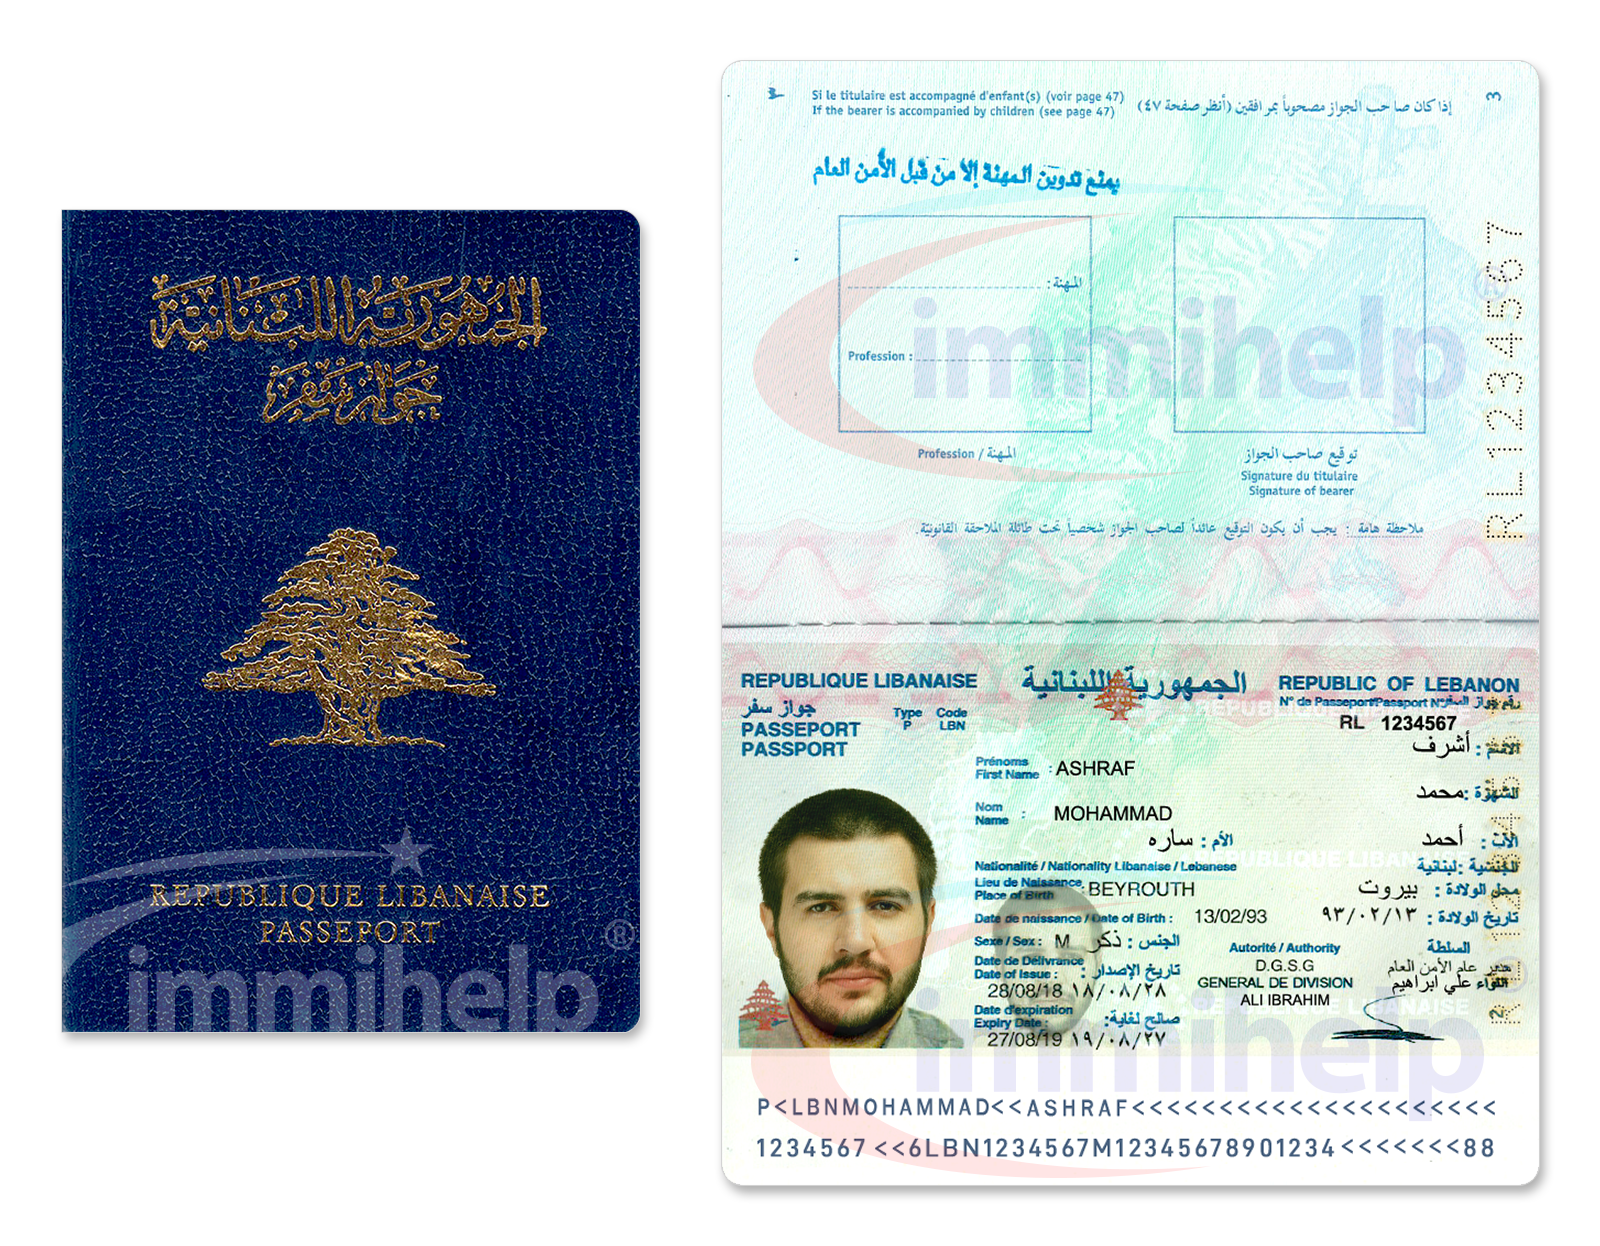 الجمهورية اللبنانية
جواز سفر
REPUBLIQUE LIBANAISE
PASSEPORT
immihelp®
Si le titulaire est accompagné d'enfant(s) (voir page 47)
If the bearer is accompanied by children (see page 47)
إذا كان صاحب الجواز مصحوباً بمرافقين (أنظر صفحة ٤٧)
3
يمنع تدوين المهنة إلا من قبل الأمن العام
المهنة :
Profession :
immihelp®
Profession / المهنة
توقيع صاحب الجواز
Signature du titulaire
Signature of bearer
ملاحظة هامة : يجب أن يكون التوقيع عائداً لصاحب الجواز شخصياً تحت طائلة الملاحقة القانونيّة.
RL1234567
REPUBLIQUE LIBANAISE
الجمهورية اللبنانية
REPUBLIC OF LEBANON
جواز سفر
PASSEPORT
PASSPORT
Type Code
P LBN
N° de Passeport/Passport N°
RL 1234567
الاسم : أشرف
Prénoms
First Name : ASHRAF
الشهرة : محمد
Nom
Name : MOHAMMAD
الأب : أحمد
الأم : ساره
Nationalité / Nationality Libanaise / Lebanese
الجنسية : لبنانية
Lieu de Naissance
Place of Birth : BEYROUTH
محل الولادة : بيروت
Date de naissance / Date of Birth : 13/02/93
تاريخ الولادة : ٩٣/٠٢/١٣
Sexe / Sex : M الجنس : ذكر
Autorité / Authority السلطة
Date de Délivrance
Date of Issue : تاريخ الإصدار :
28/08/18 ١٨/٠٨/٢٨
D.G.S.G
GENERAL DE DIVISION
ALI IBRAHIM
مدير عام الأمن العام
اللواء علي ابراهيم
Date d'expiration
Expiry Date : صالح لغاية:
27/08/19 ١٩/٠٨/٢٧
2
immihelp
P<LBNMOHAMMAD<<ASHRAF<<<<<<<<<<<<<<<<<<<<<
1234567<<6LBN1234567M12345678901234<<<<<<<88